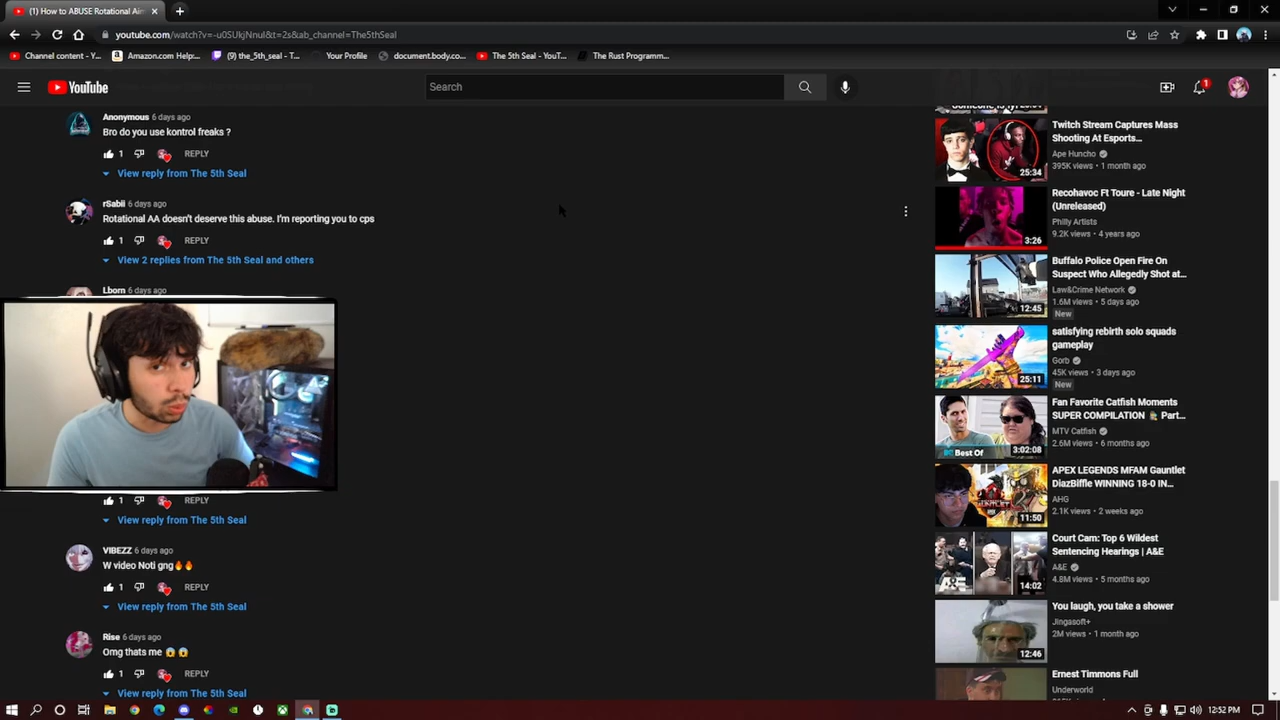 (1) How to ABUSE Rotational Aim
youtube.com/watch?v=-u0SUkjNnuI&t=2s&ab_channel=The5thSeal
Channel content - Y...
Amazon.com Help:...
(9) the_5th_seal - T...
Your Profile
document.body.co...
The 5th Seal - YouT...
The Rust Programm...
YouTube
Search
1
Anonymous 6 days ago
Bro do you use kontrol freaks ?
1
REPLY
View reply from The 5th Seal
rSabii 6 days ago
Rotational AA doesn't deserve this abuse. I'm reporting you to cps
1
REPLY
View 2 replies from The 5th Seal and others
Lborn 6 days ago
1
REPLY
View reply from The 5th Seal
VIBEZZ 6 days ago
W video Noti gng🔥🔥
1
REPLY
View reply from The 5th Seal
Rise 6 days ago
Omg thats me 😱 😱
1
REPLY
View reply from The 5th Seal
Twitch Stream Captures Mass
Shooting At Esports...
Ape Huncho
395K views • 1 month ago
25:34
Recohavoc Ft Toure - Late Night
(Unreleased)
Philly Artists
9.2K views • 4 years ago
3:26
Buffalo Police Open Fire On
Suspect Who Allegedly Shot at...
Law&Crime Network
1.6M views • 5 days ago
New
12:45
satisfying rebirth solo squads
gameplay
Gorb
45K views • 3 days ago
New
25:11
Fan Favorite Catfish Moments
SUPER COMPILATION 🕵 Part...
MTV Catfish
2.6M views • 6 months ago
Best Of
3:02:08
APEX LEGENDS MFAM Gauntlet
DiazBiffle WINNING 18-0 IN...
AHG
2.1K views • 2 weeks ago
11:50
Court Cam: Top 6 Wildest
Sentencing Hearings | A&E
A&E
4.8M views • 5 months ago
14:02
You laugh, you take a shower
Jingasoft+
2M views • 1 month ago
12:46
Ernest Timmons Full
Underworld
12:52 PM